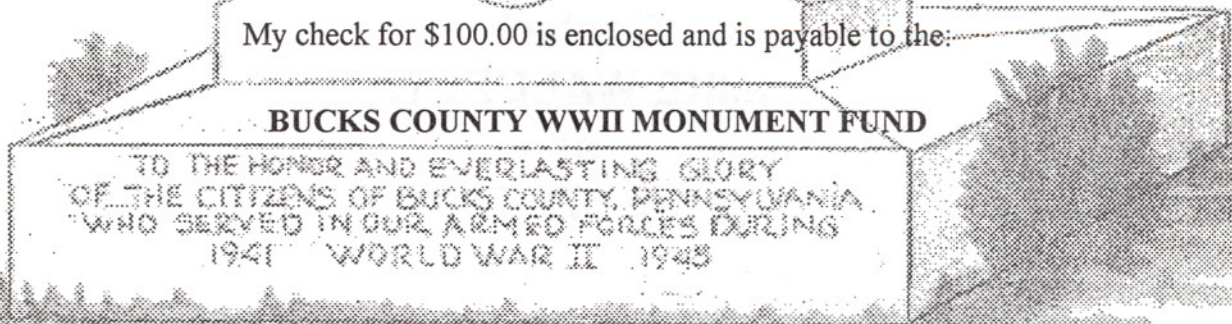 My check for $100.00 is enclosed and is payable to the:
BUCKS COUNTY WWII MONUMENT FUND
TO THE HONOR AND EVERLASTING GLORY
OF THE CITIZENS OF BUCKS COUNTY, PENNSYLVANIA
WHO SERVED IN OUR ARMED FORCES DURING
1941 WORLD WAR II 1945